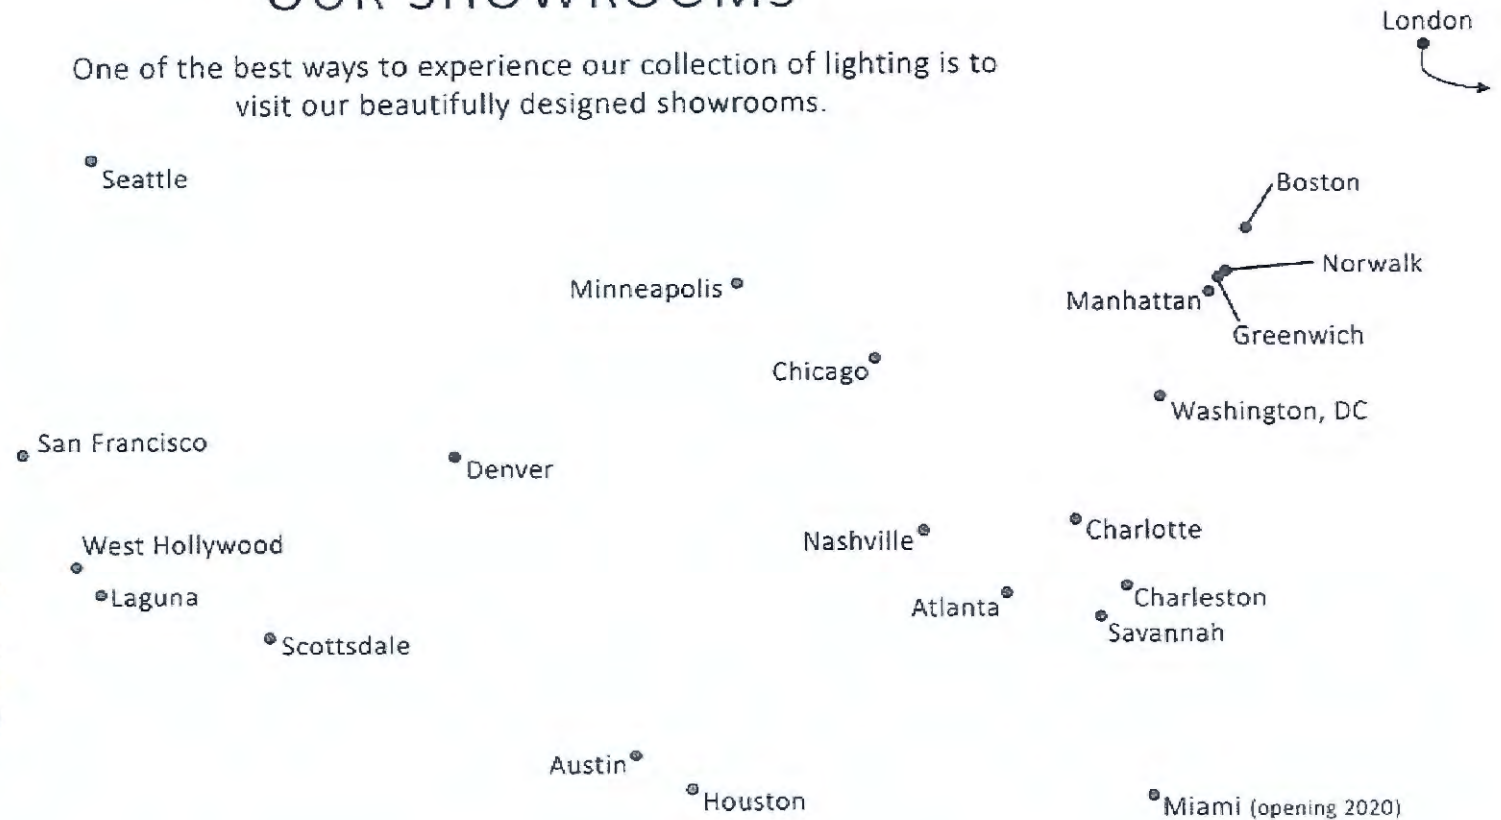 OUR SHOWROOMS
London
One of the best ways to experience our collection of lighting is to
visit our beautifully designed showrooms.
Seattle
Boston
Norwalk
Minneapolis
Manhattan
Greenwich
Chicago
Washington, DC
San Francisco
Denver
Nashville
Charlotte
West Hollywood
Laguna
Atlanta
Charleston
Savannah
Scottsdale
Austin
Houston
Miami (opening 2020)